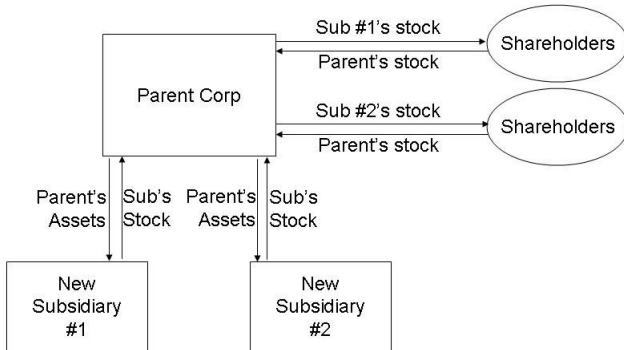 Sub #1's stock
Shareholders
Parent's stock
Parent Corp
Sub #2's stock
Shareholders
Parent's stock
Parent's
Assets
Sub's
Stock
Parent's
Assets
Sub's
Stock
New
Subsidiary
#1
New
Subsidiary
#2